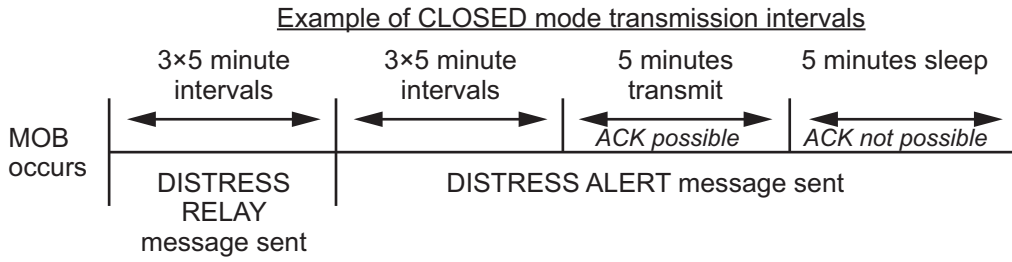 Example of CLOSED mode transmission intervals
3×5 minute
intervals
3×5 minute
intervals
5 minutes
transmit
5 minutes sleep
ACK possible
ACK not possible
MOB
occurs
DISTRESS
RELAY
message sent
DISTRESS ALERT message sent